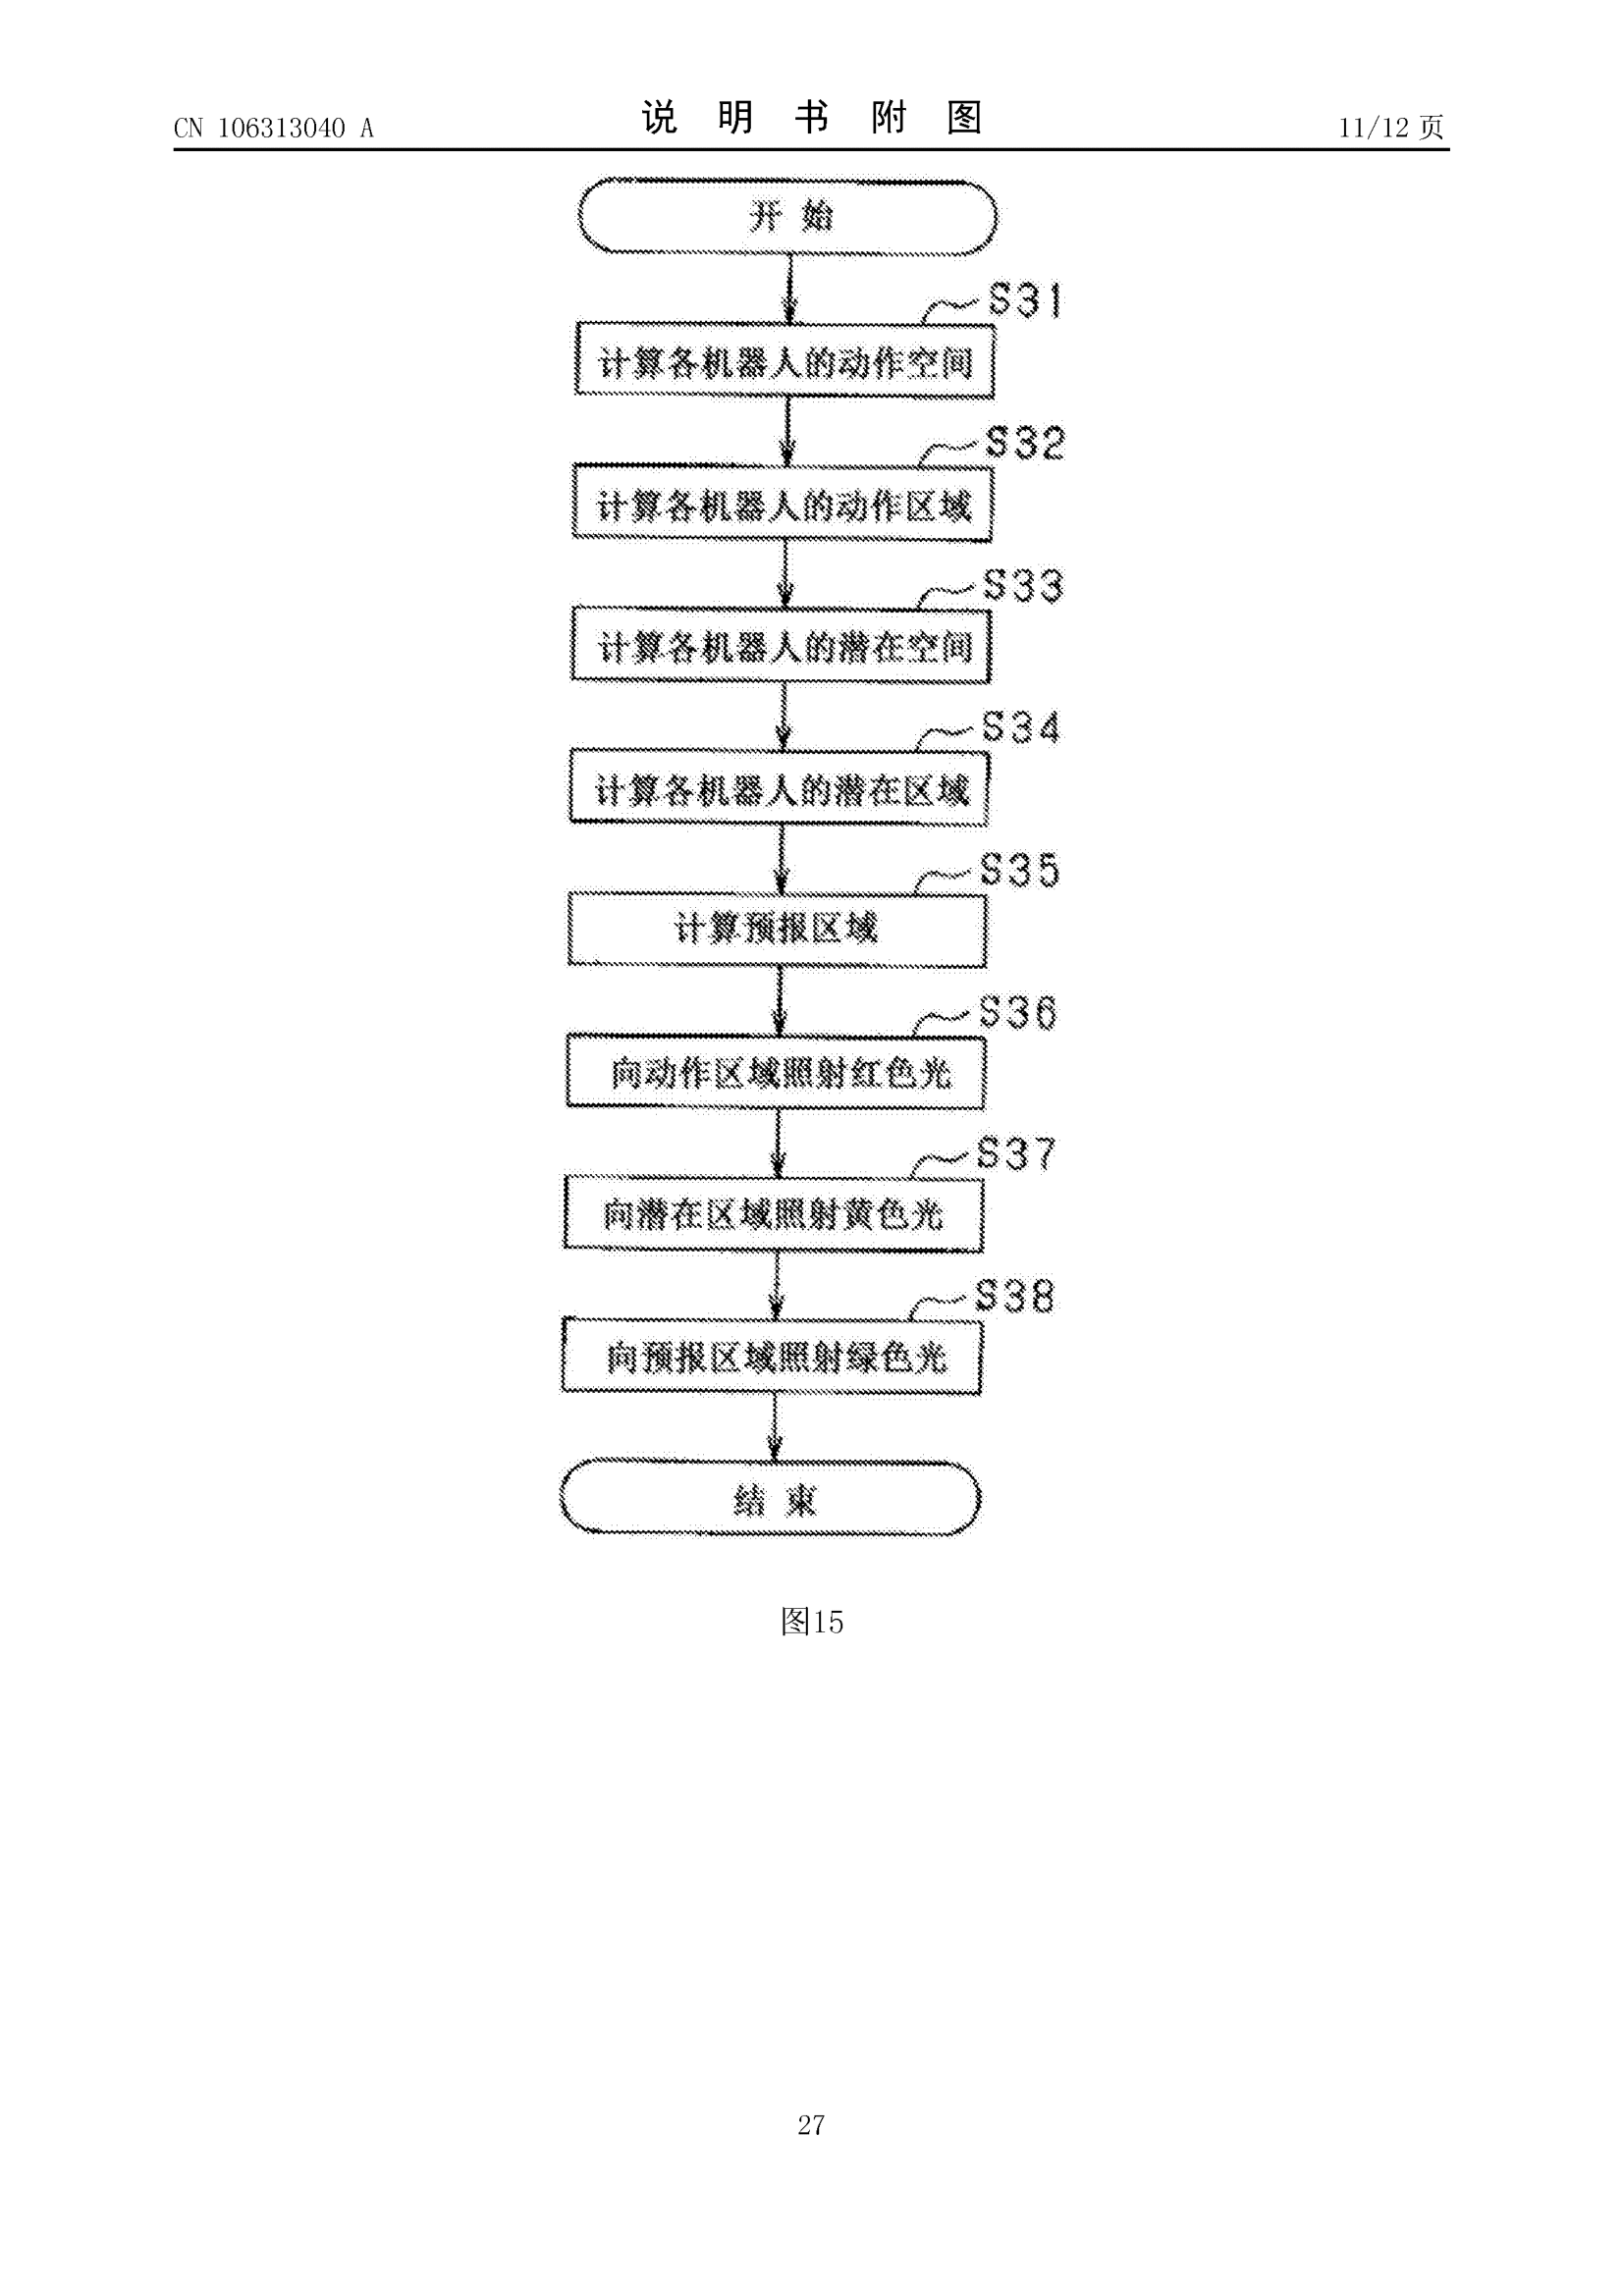 CN 106313040 A
说 明 书 附 图
11/12 页
开 始
S31
计算各机器人的动作空间
S32
计算各机器人的动作区域
S33
计算各机器人的潜在空间
S34
计算各机器人的潜在区域
S35
计算预报区域
S36
向动作区域照射红色光
S37
向潜在区域照射黄色光
S38
向预报区域照射绿色光
结 束
图15
27